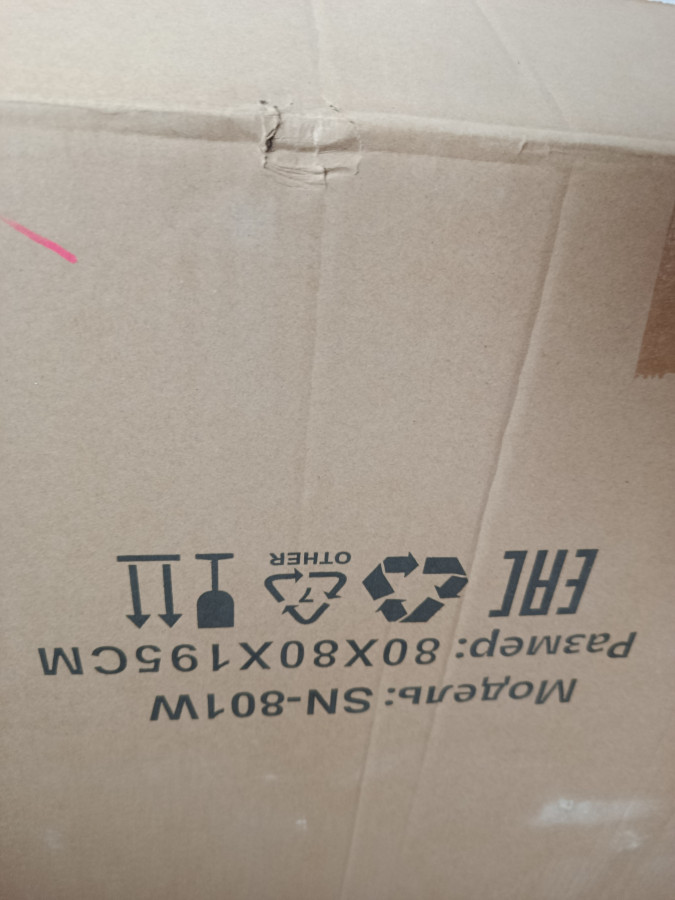 Модель: SN-801W
Размер: 80X80X195CM
EAC 7 OTHER